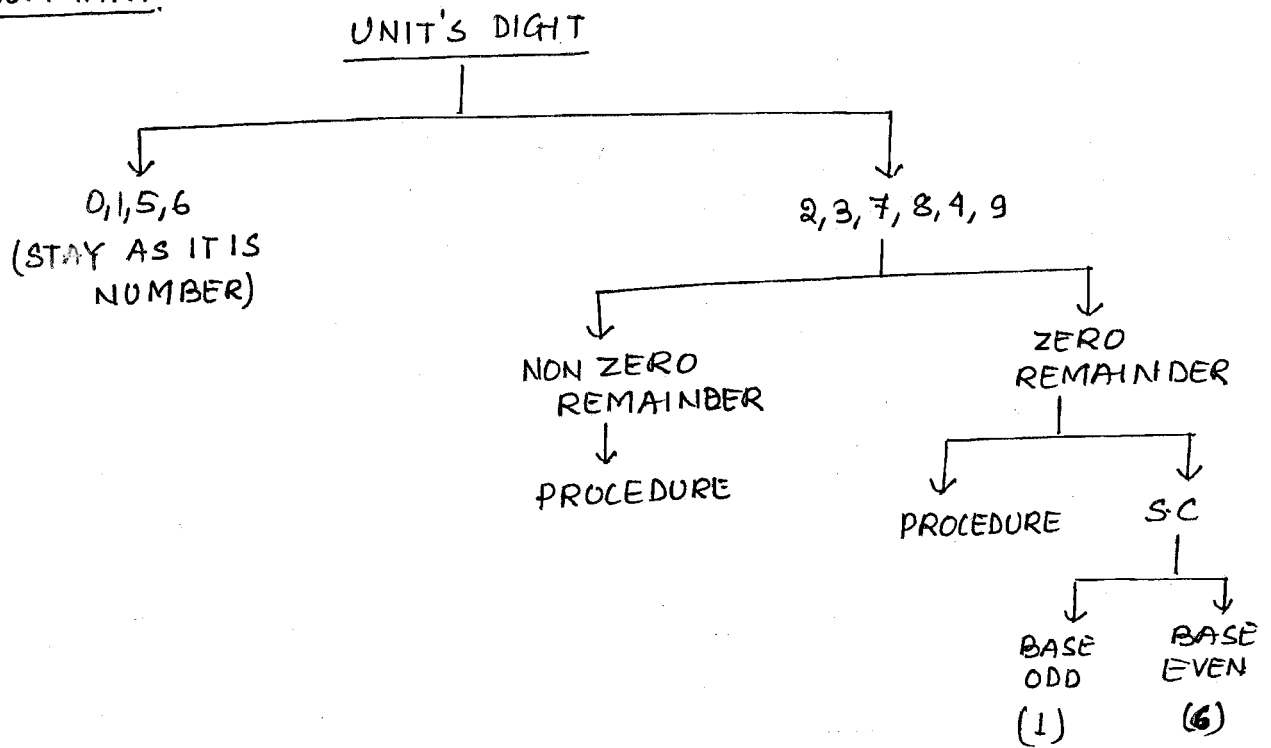 UNIT'S DIGIT
0,1,5,6
(STAY AS IT IS
NUMBER)
2,3,7,8,4,9
NON ZERO
REMAINDER
PROCEDURE
ZERO
REMAINDER
PROCEDURE
S.C
BASE
ODD
(1)
BASE
EVEN
(6)